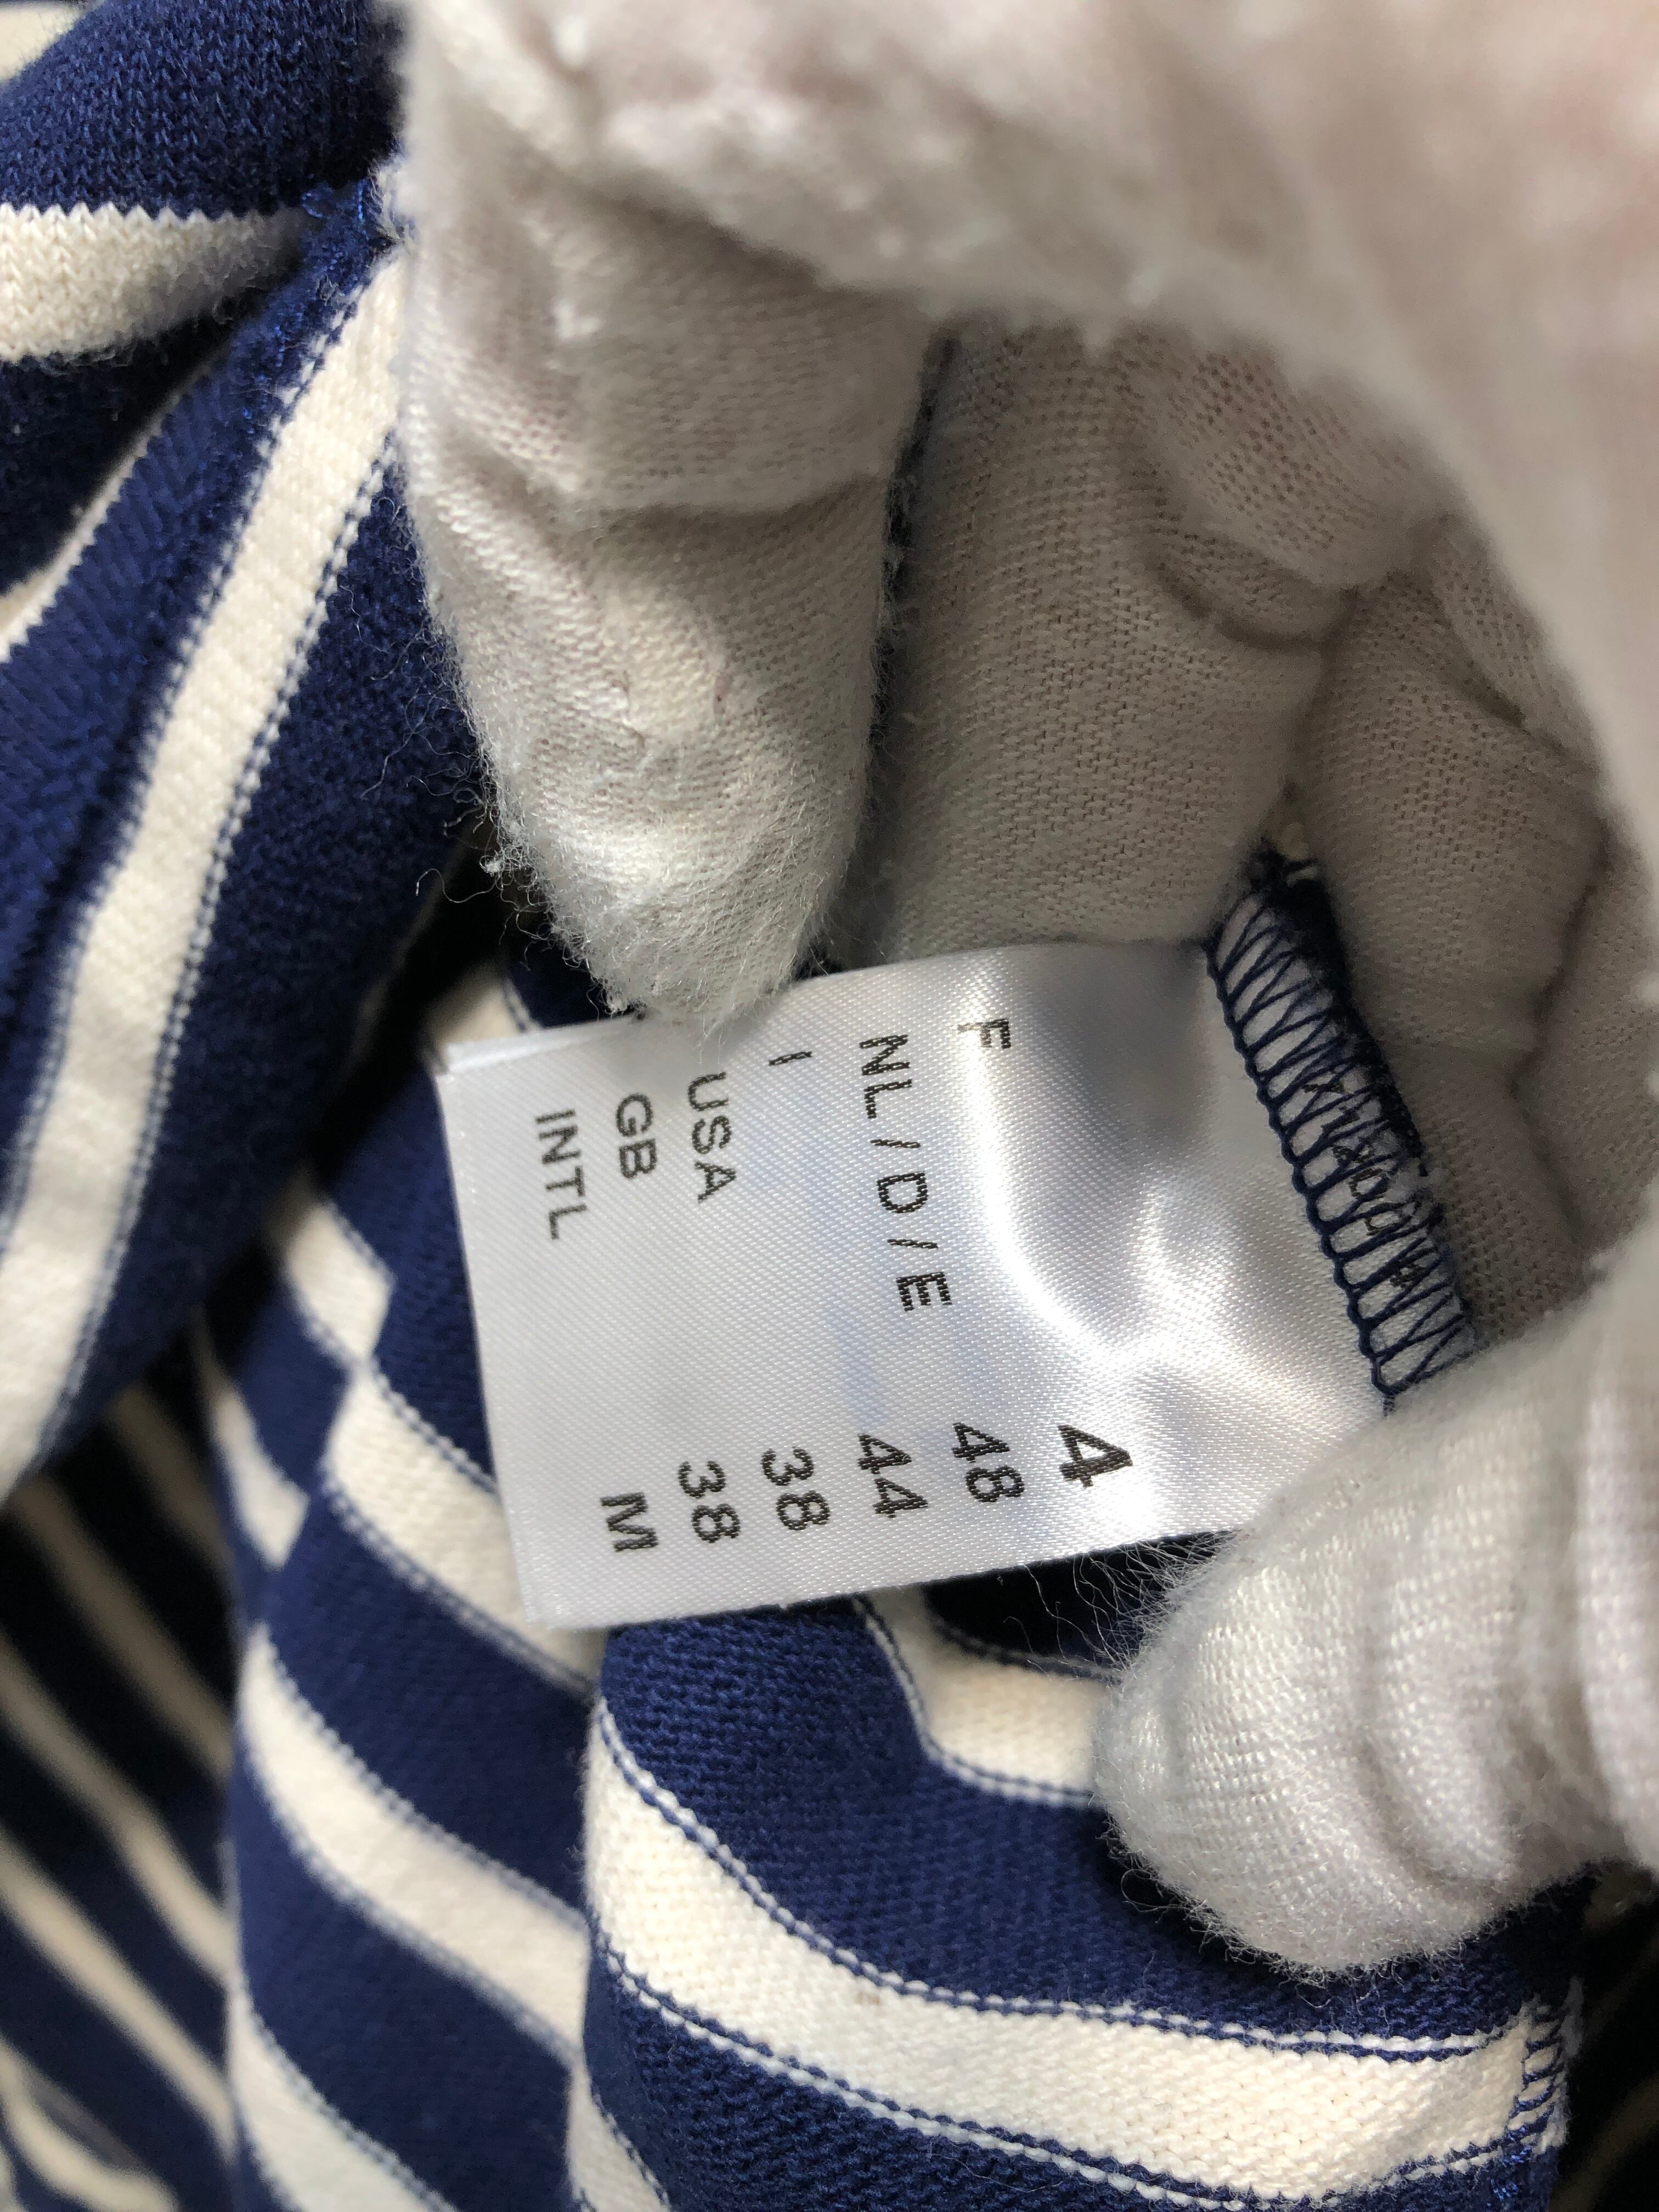 F 4
NL / D / E 48
I 44
USA 38
GB 38
INTL M